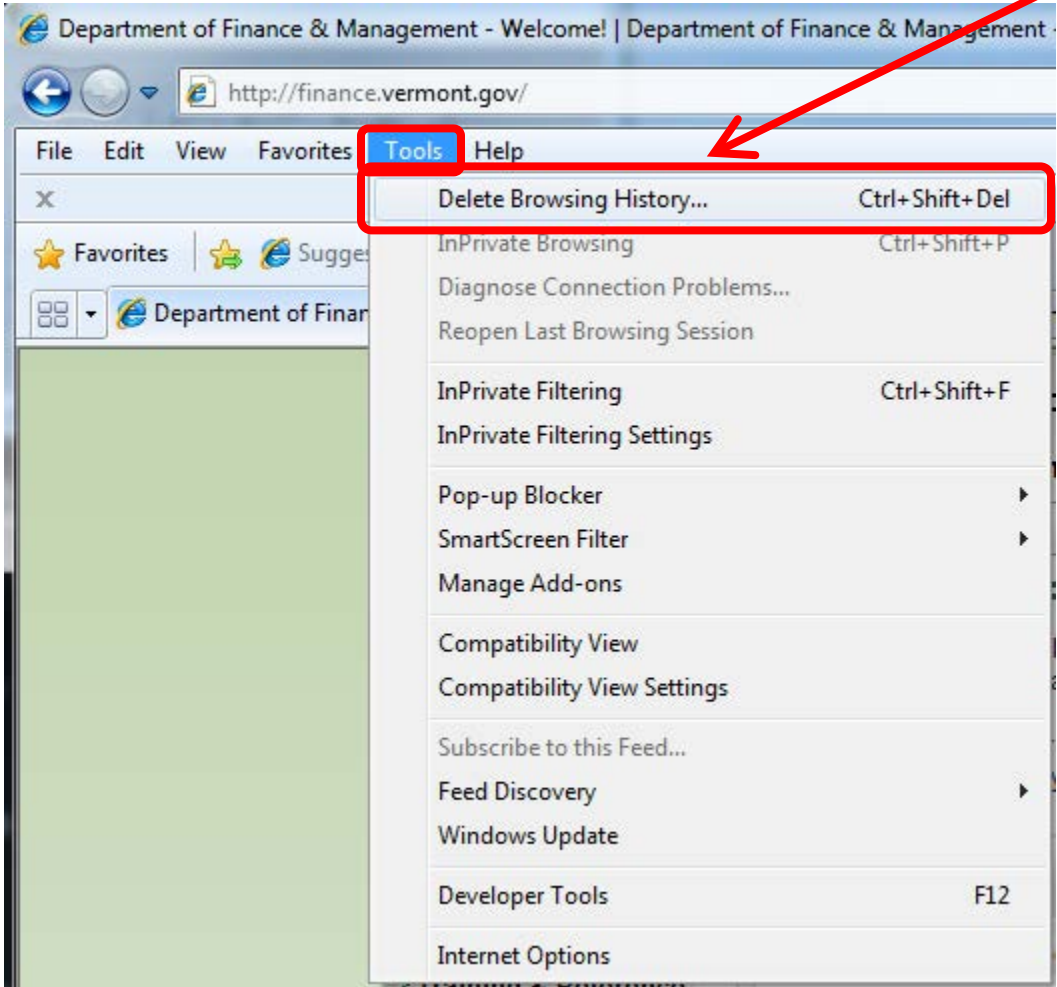 Department of Finance & Management - Welcome! | Department of Finance & Management -
http://finance.vermont.gov/
File Edit View Favorites Tools Help
x
Delete Browsing History... Ctrl+Shift+Del
Favorites
InPrivate Browsing Ctrl+Shift+P
Diagnose Connection Problems...
Department of
Reopen Last Browsing Session
InPrivate Filtering Ctrl+Shift+F
InPrivate Filtering Settings
Pop-up Blocker
SmartScreen Filter
Manage Add-ons
Compatibility View
Compatibility View Settings
Subscribe to this Feed...
Feed Discovery
Windows Update
Developer Tools F12
Internet Options